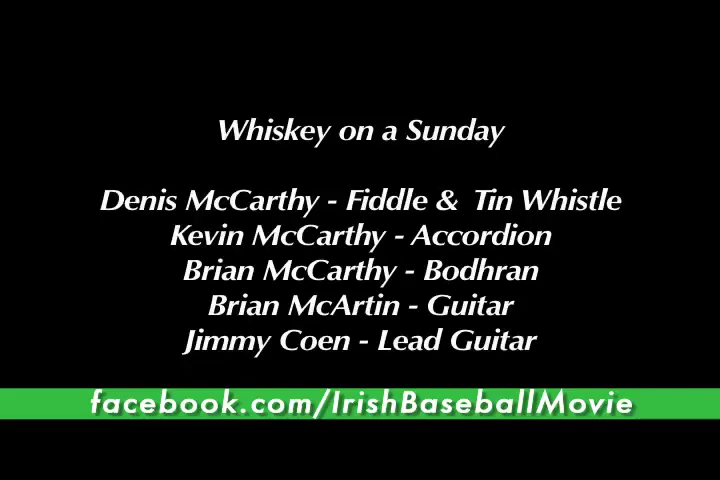 Whiskey on a Sunday
Denis McCarthy - Fiddle & Tin Whistle
Kevin McCarthy - Accordion
Brian McCarthy - Bodhran
Brian McArtin - Guitar
Jimmy Coen - Lead Guitar
facebook.com/IrishBaseballMovie